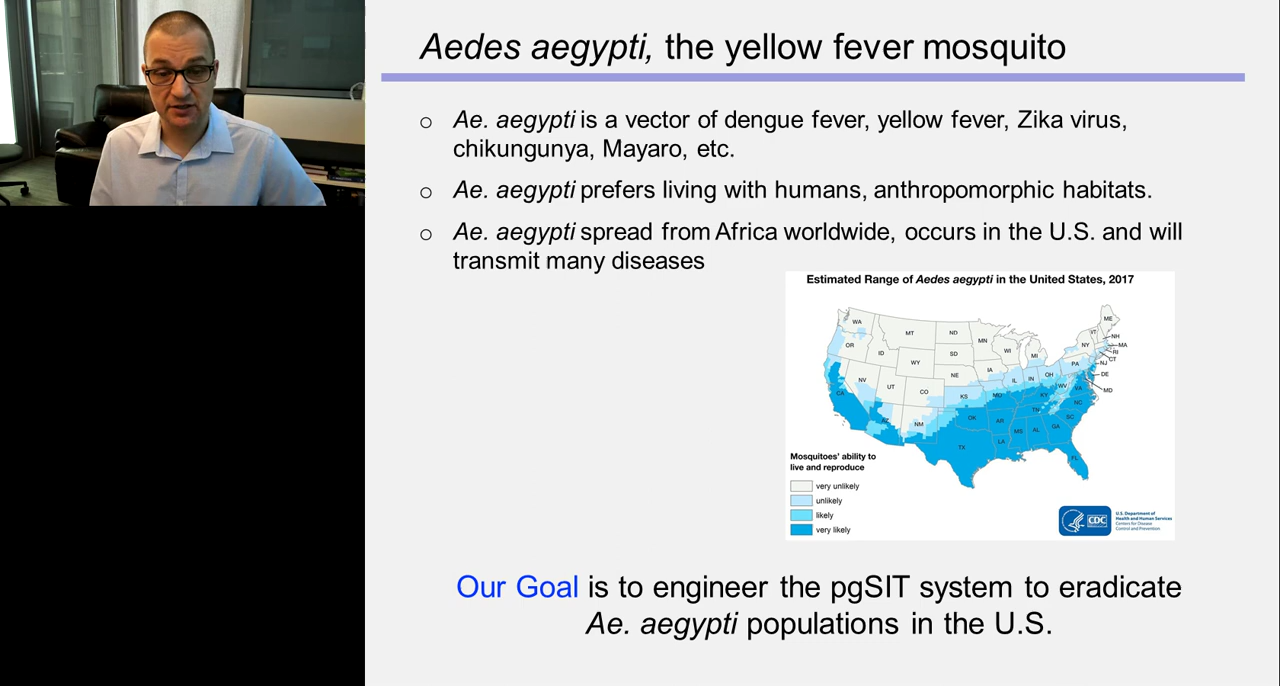 Aedes aegypti, the yellow fever mosquito
o Ae. aegypti is a vector of dengue fever, yellow fever, Zika virus,
chikungunya, Mayaro, etc.
o Ae. aegypti prefers living with humans, anthropomorphic habitats.
o Ae. aegypti spread from Africa worldwide, occurs in the U.S. and will
transmit many diseases
Estimated Range of Aedes aegypti in the United States, 2017
WA
MT
ND
MN
ME
VT
NH
MA
RI
CT
NJ
DE
MD
OR
ID
WY
SD
WI
MI
NY
PA
NE
IA
NV
UT
CO
KS
MO
IL
IN
OH
WV
VA
KY
CA
AZ
NM
OK
AR
TN
NC
SC
TX
LA
MS
AL
GA
FL
Mosquitoes' ability to
live and reproduce
very unlikely
unlikely
likely
very likely
CDC
U.S. Department of
Health and Human Services
Centers for Disease
Control and Prevention
Our Goal is to engineer the pgSIT system to eradicate
Ae. aegypti populations in the U.S.